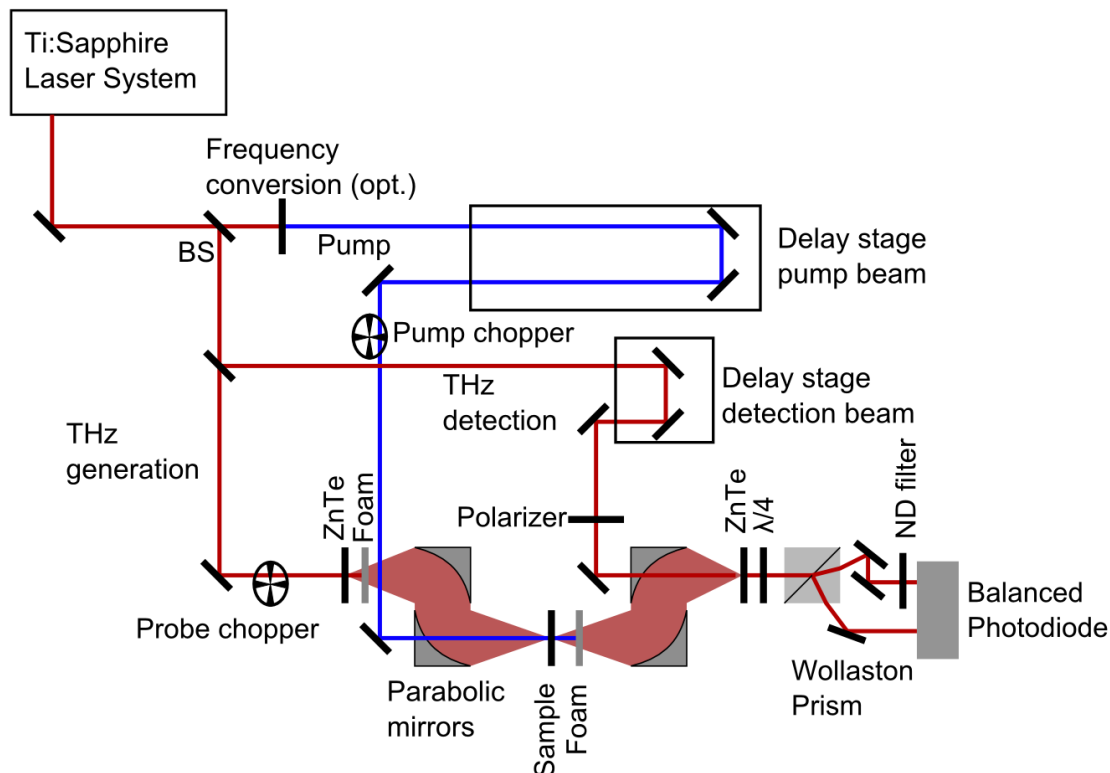 Ti:Sapphire
Laser System
Frequency
conversion (opt.)
BS
Pump
Delay stage
pump beam
Pump chopper
THz
detection
Delay stage
detection beam
THz
generation
ZnTe
Foam
Polarizer
ZnTe
λ/4
ND filter
Probe chopper
Balanced
Photodiode
Parabolic
mirrors
Sample
Foam
Wollaston
Prism